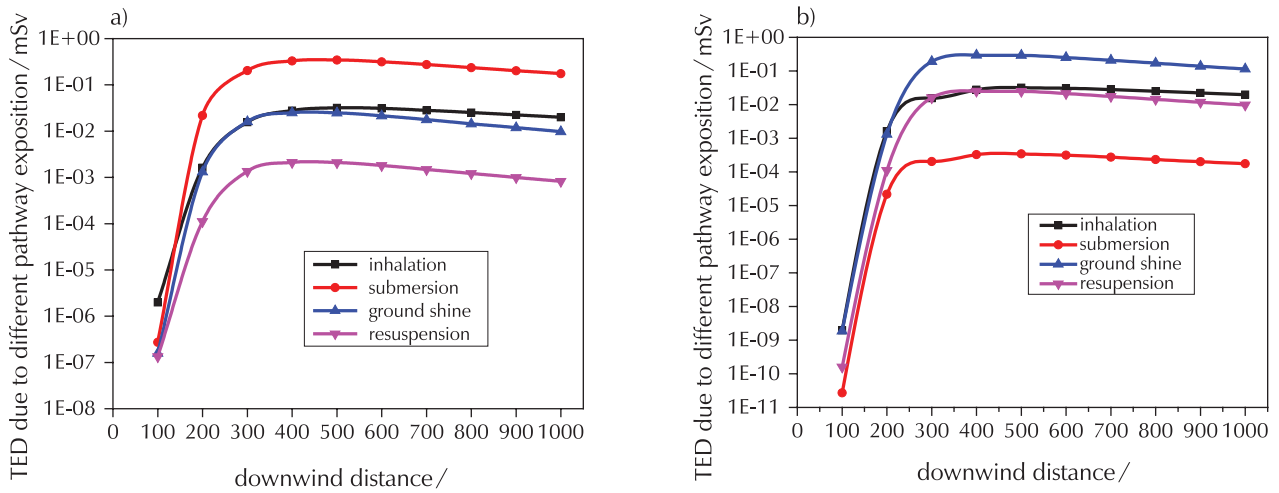 a)
TED due to different pathway exposition / mSv
1E+00
1E-01
1E-02
1E-03
1E-04
1E-05
1E-06
1E-07
1E-08
inhalation
submersion
ground shine
resuspension
0 100 200 300 400 500 600 700 800 900 1000
downwind distance /
b)
TED due to different pathway exposition / mSv
1E+00
1E-01
1E-02
1E-03
1E-04
1E-05
1E-06
1E-07
1E-08
1E-09
1E-10
1E-11
inhalation
submersion
ground shine
resupension
0 100 200 300 400 500 600 700 800 900 1000
downwind distance /